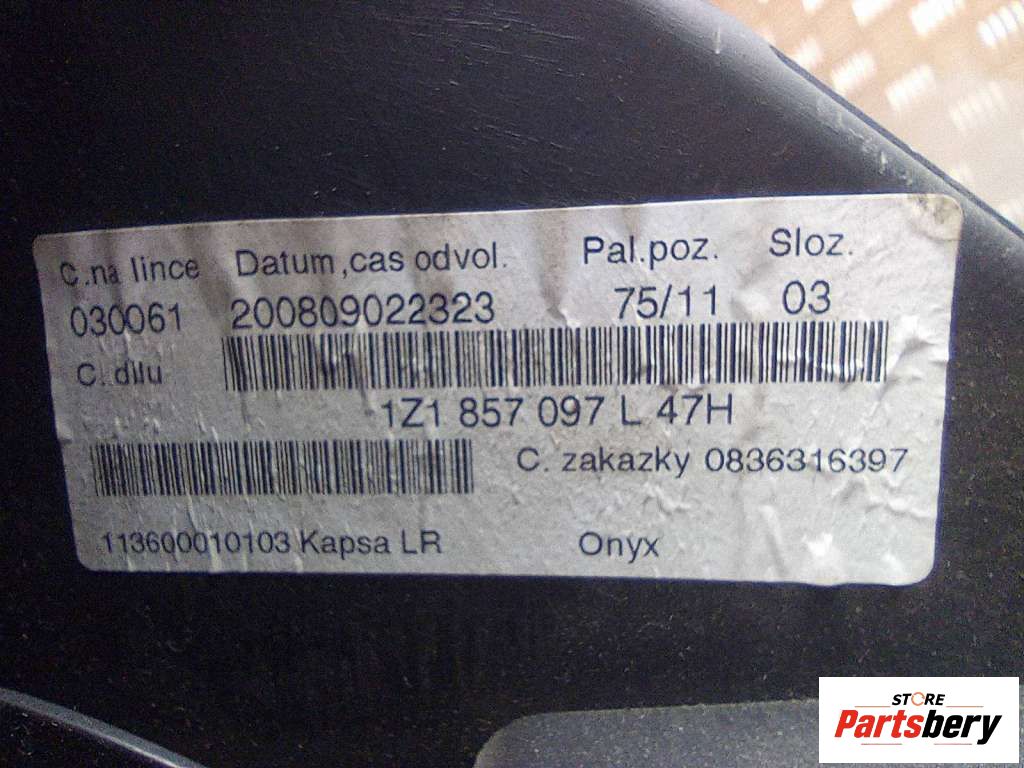 C.na lince Datum,cas odvol. Pal.poz. Sloz.
030061 200809022323 75/11 03
C. dilu
1Z1 857 097 L 47H
C. zakazky 0836316397
113600010103 Kapsa LR Onyx
STORE
Partsbery